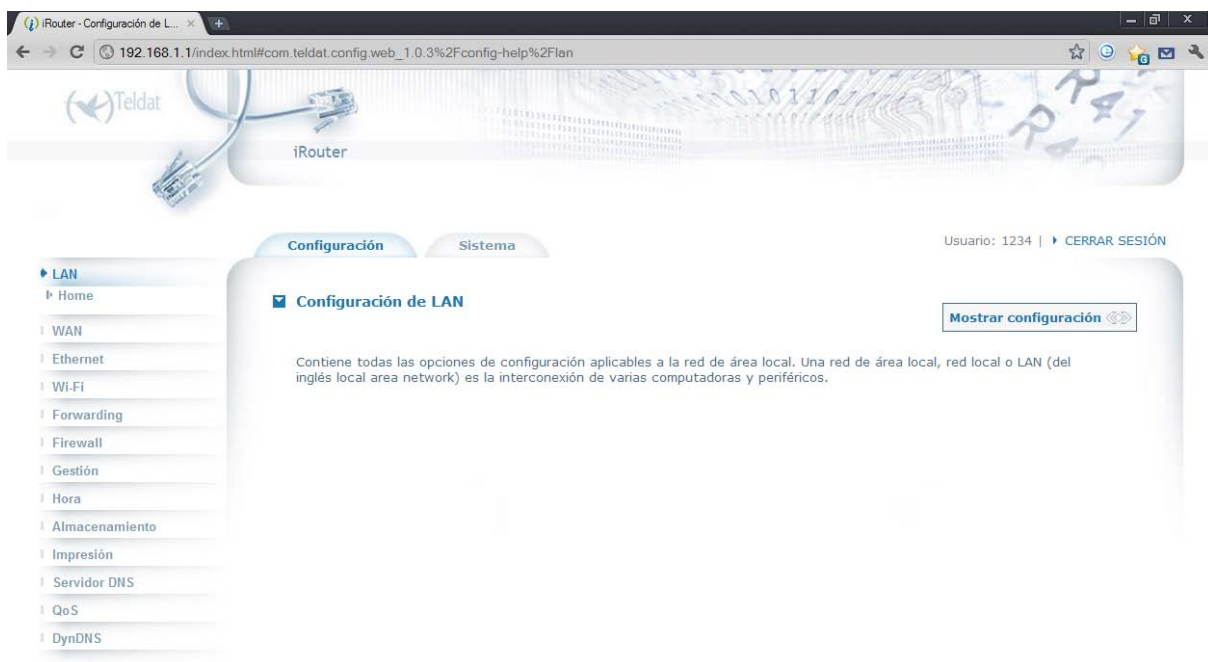 iRouter - Configuración de L...
192.168.1.1/index.html#com.teldat.config.web_1.0.3%2Fconfig-help%2Flan
Teldat
iRouter
Configuración
Sistema
Usuario: 1234 | CERRAR SESIÓN
LAN
Home
WAN
Ethernet
Wi-Fi
Forwarding
Firewall
Gestión
Hora
Almacenamiento
Impresión
Servidor DNS
QoS
DynDNS
Configuración de LAN
Mostrar configuración
Contiene todas las opciones de configuración aplicables a la red de área local. Una red de área local, red local o LAN (del
inglés local area network) es la interconexión de varias computadoras y periféricos.